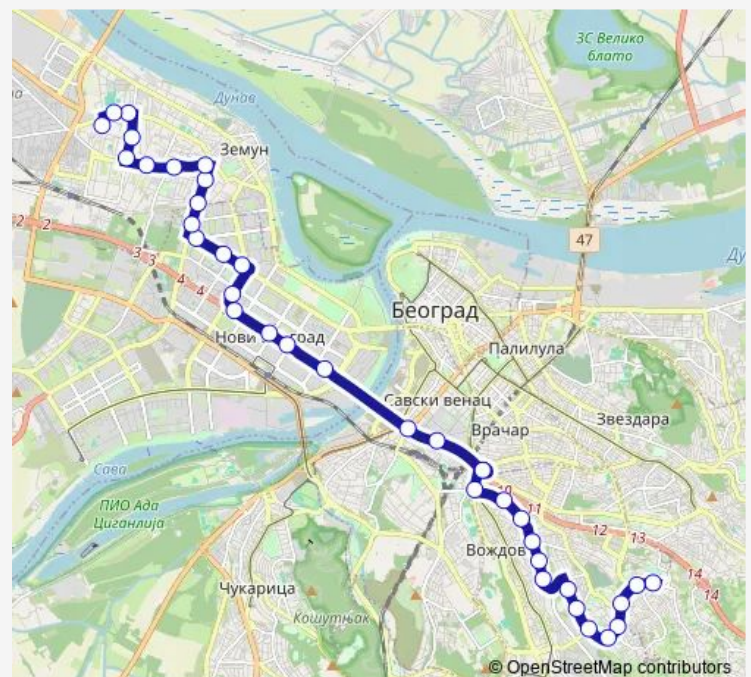 ЗС Велико
блато
Дунав
Земун
47
2
2
3
3
4
4
Београд
Нови
град
Палилула
Савски венац
Звездара
Врачар
Сава
ПИО Ада
Циганлија
10
11
12
13
Вождов
14
14
Чукарица
Кошутњак
© OpenStreetMap contributors